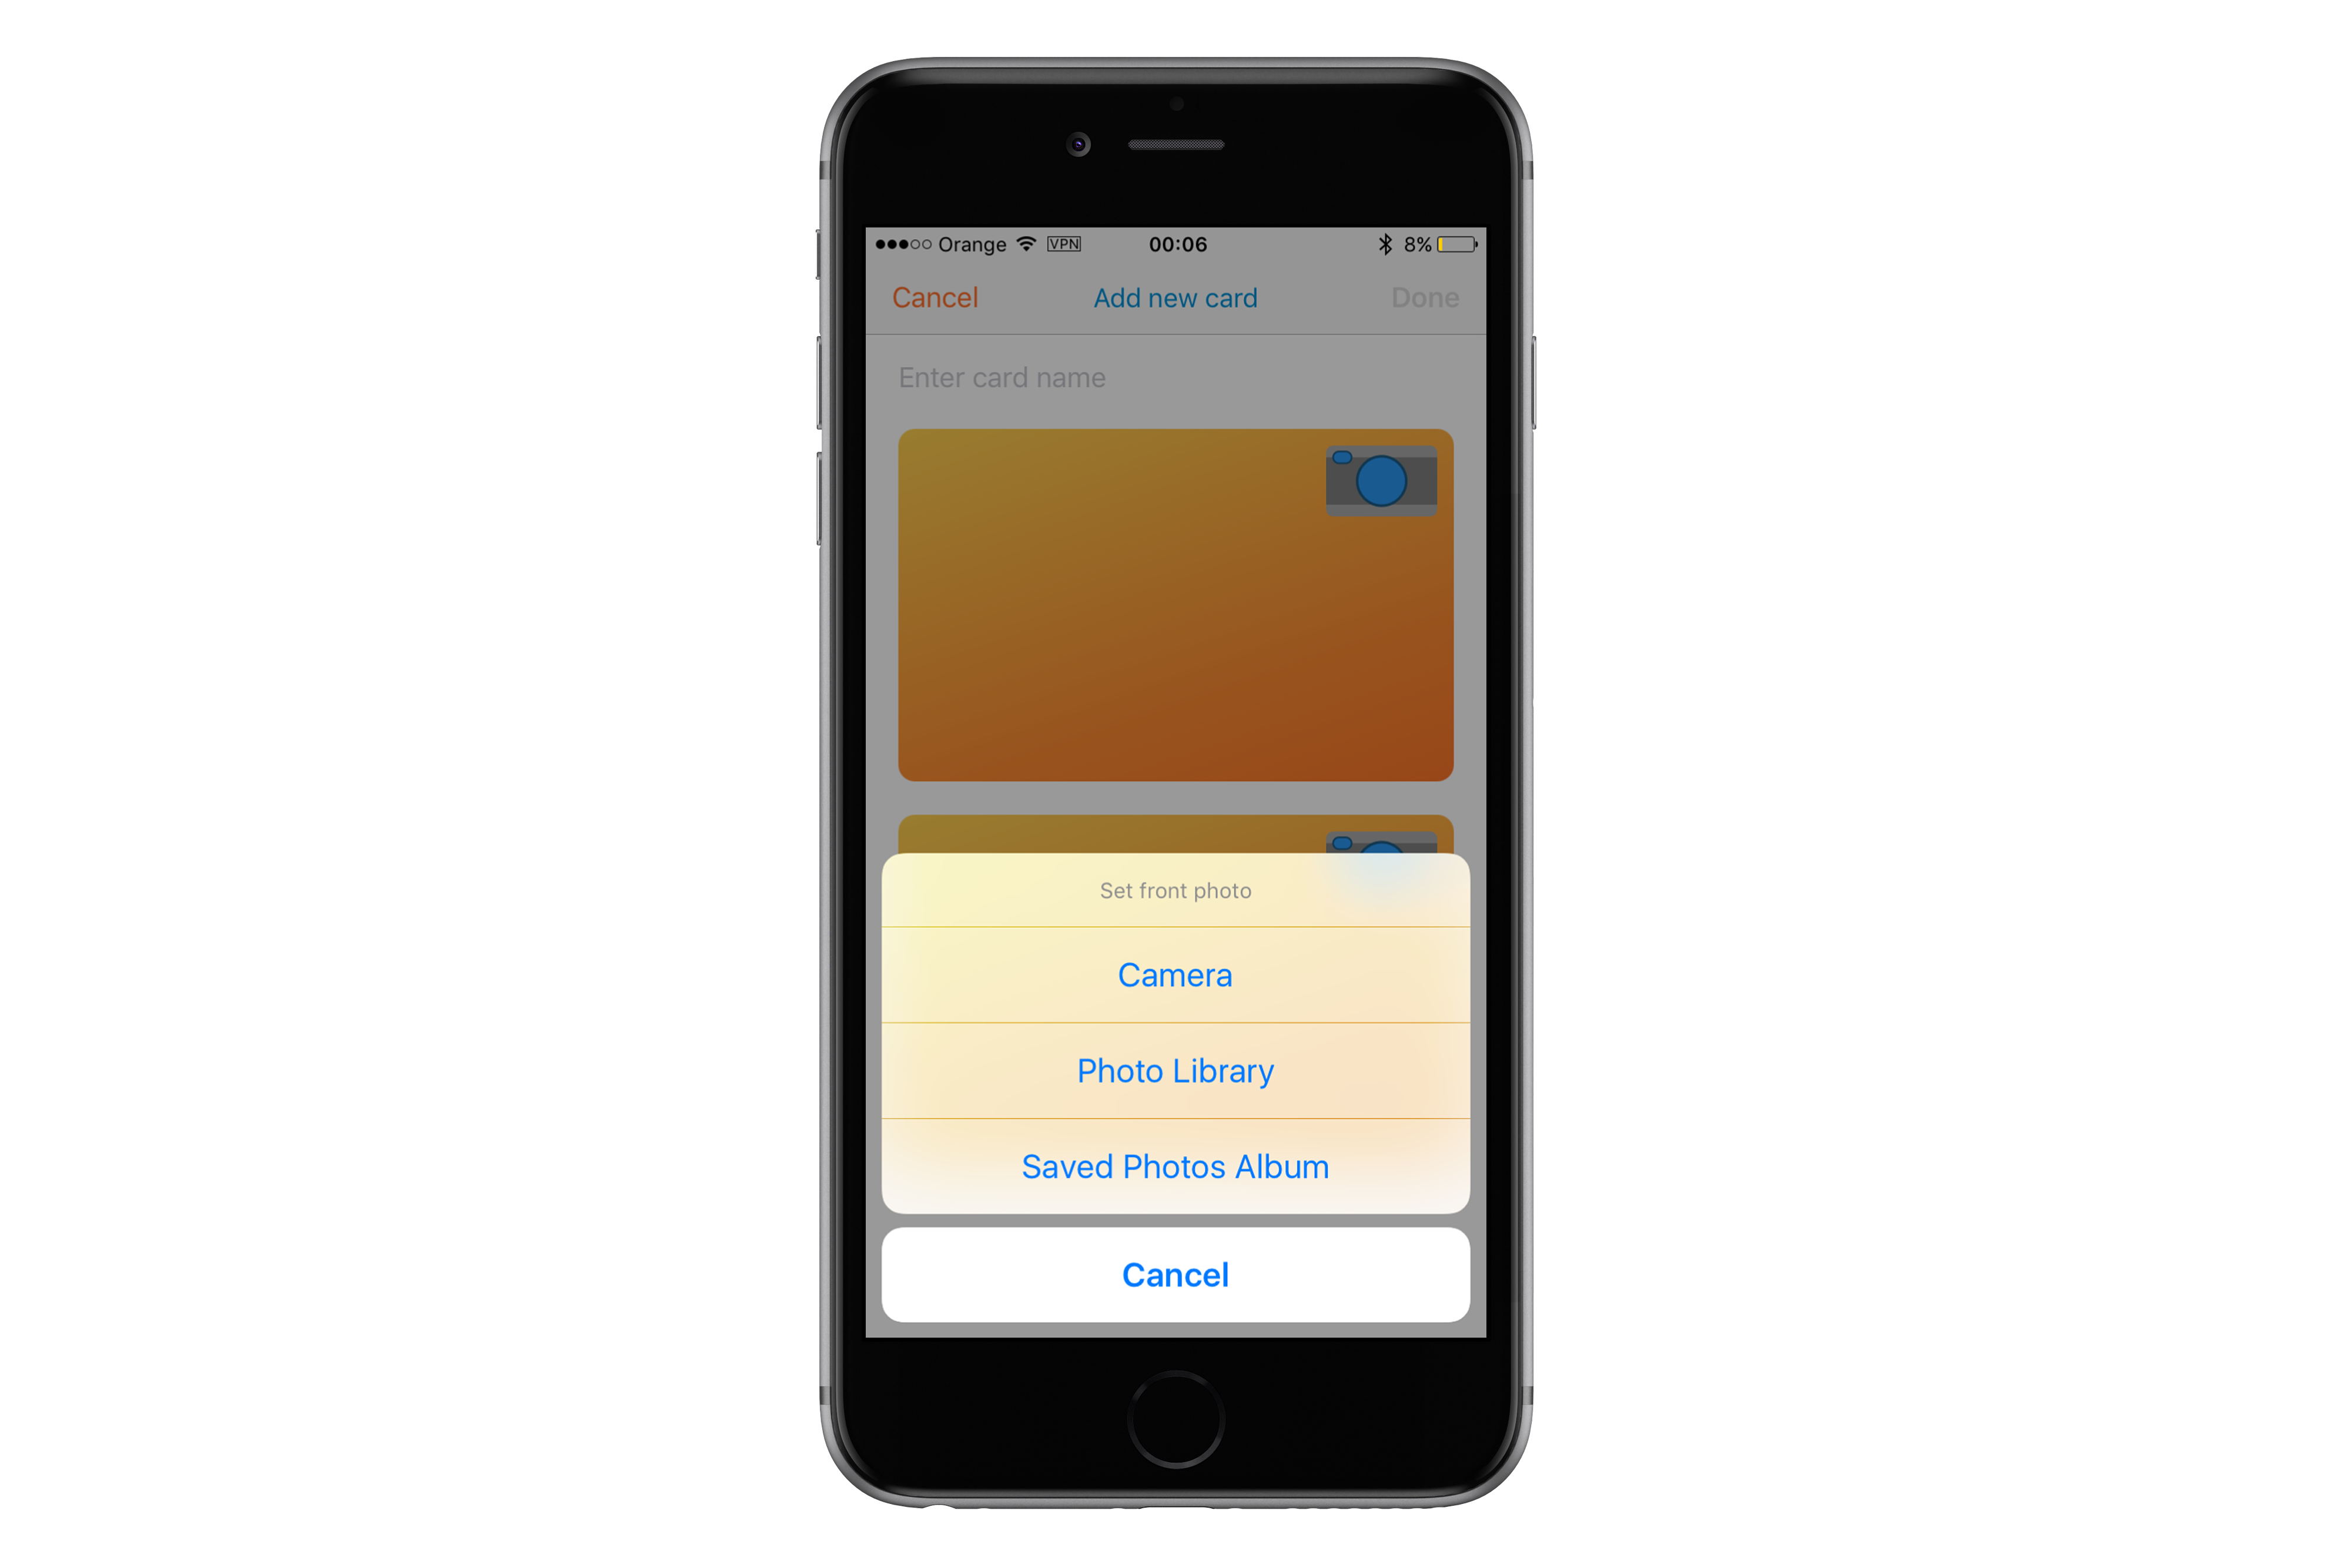 Orange VPN 00:06 8%
Cancel Add new card Done
Enter card name
Set front photo
Camera
Photo Library
Saved Photos Album
Cancel